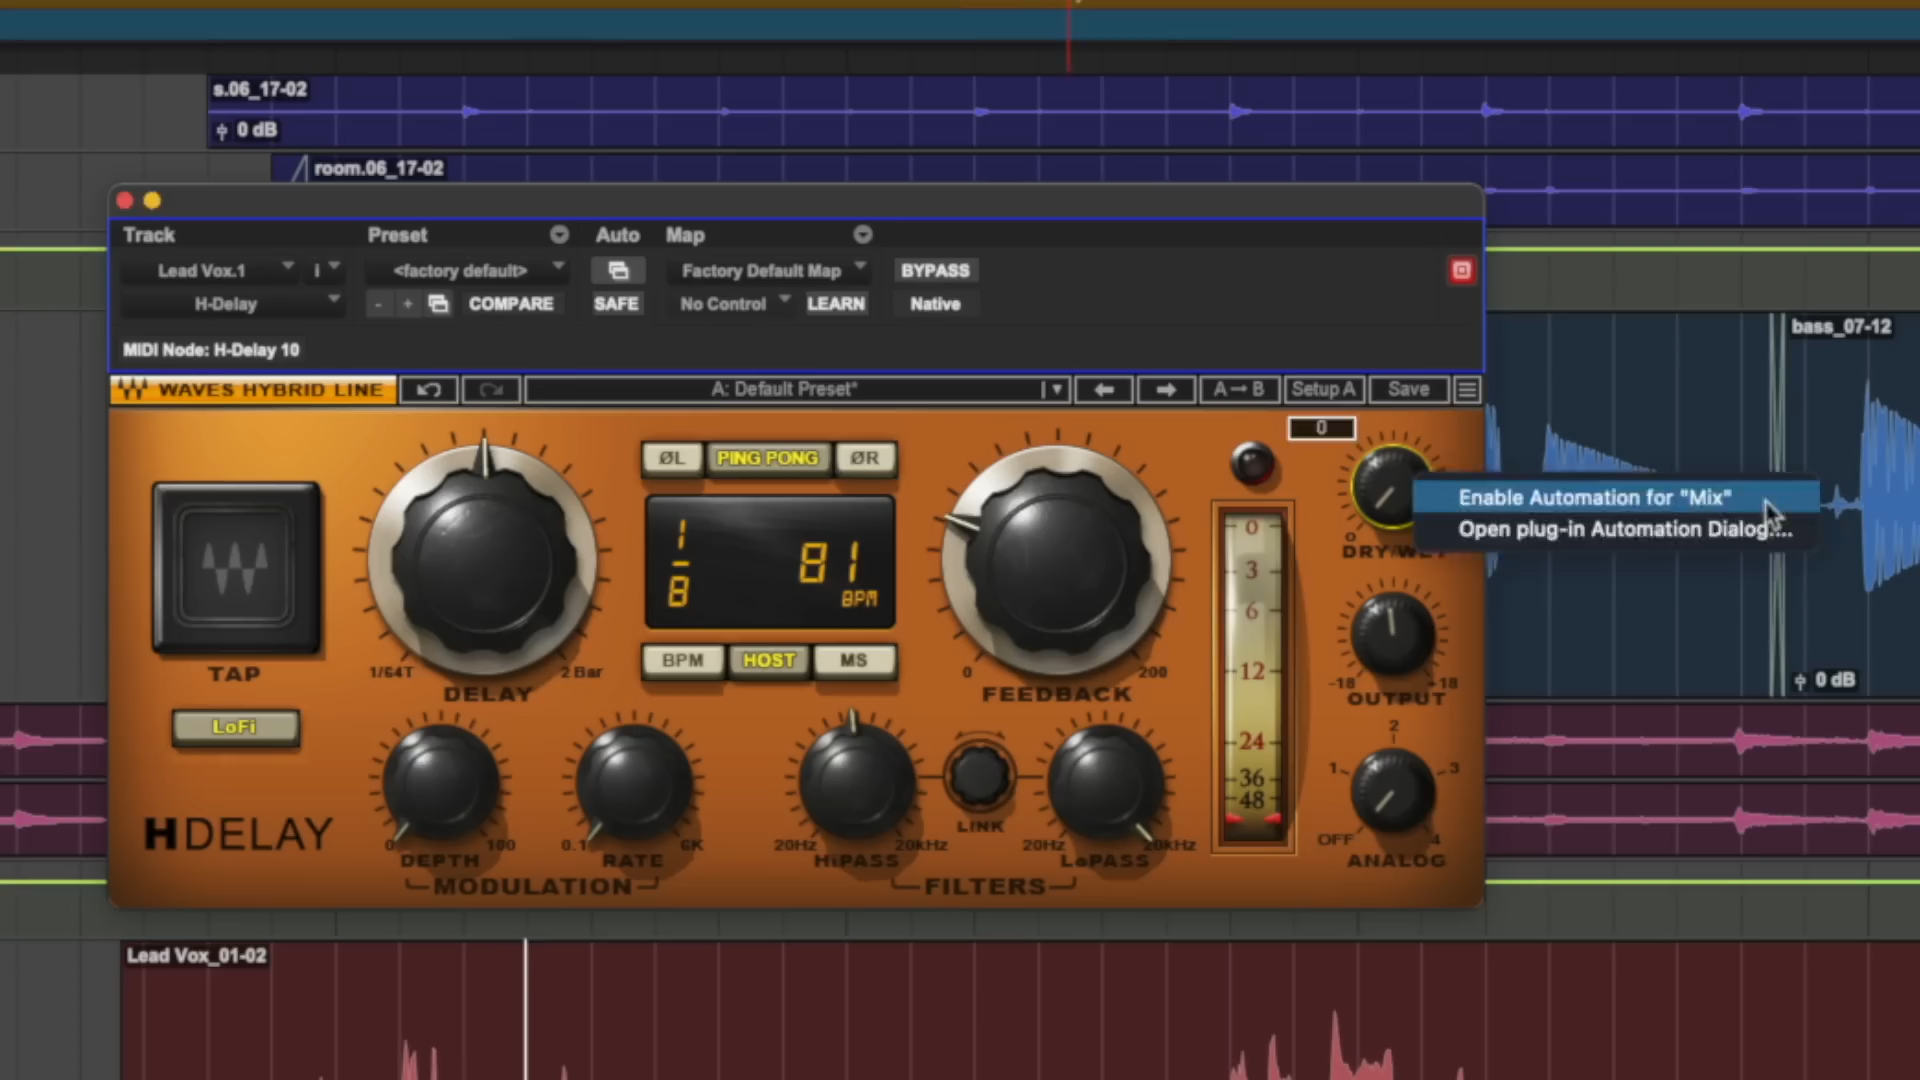 s.06_17-02
0 dB
room.06_17-02
Track Preset Auto Map
Lead Vox.1 i <factory default> Factory Default Map BYPASS
H-Delay - + COMPARE SAFE No Control LEARN Native
MIDI Node: H-Delay 10
bass_07-12
WAVES HYBRID LINE A: Default Preset* A→B Setup A Save
0
ØL PING PONG ØR
Enable Automation for "Mix"
Open plug-in Automation Dialog....
0
DRY/WET
1
8
81
BPM
0
3
6
12
24
36
48
TAP
1/64T 2 Bar
DELAY
BPM HOST MS
0 200
FEEDBACK
-18 18
OUTPUT
0 dB
LoFi
2
1 3
OFF 4
ANALOG
HDELAY
0 100
DEPTH
0.1 6K
RATE
MODULATION
20Hz 20kHz
HiPASS
LINK
20Hz 20kHz
LoPASS
FILTERS
Lead Vox_01-02